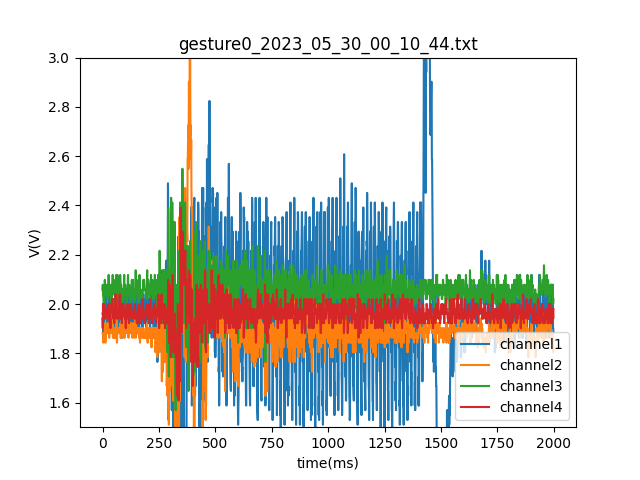 gesture0_2023_05_30_00_10_44.txt
V(V)
3.0
2.8
2.6
2.4
2.2
2.0
1.8
1.6
channel1
channel2
channel3
channel4
0 250 500 750 1000 1250 1500 1750 2000
time(ms)